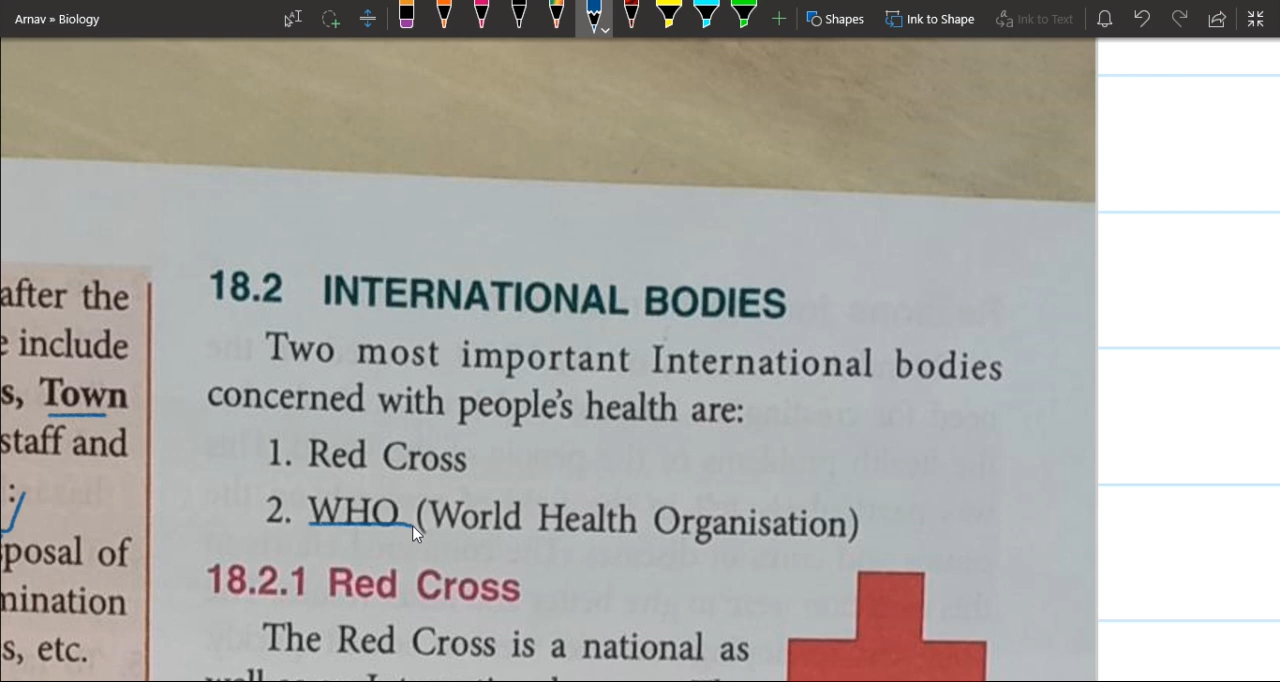 Arnav » Biology
Shapes
Ink to Shape
Ink to Text
after the
include
s, Town
staff and
:
posal of
mination
s, etc.
18.2 INTERNATIONAL BODIES
Two most important International bodies
concerned with people's health are:
1. Red Cross
2. WHO (World Health Organisation)
18.2.1 Red Cross
The Red Cross is a national as